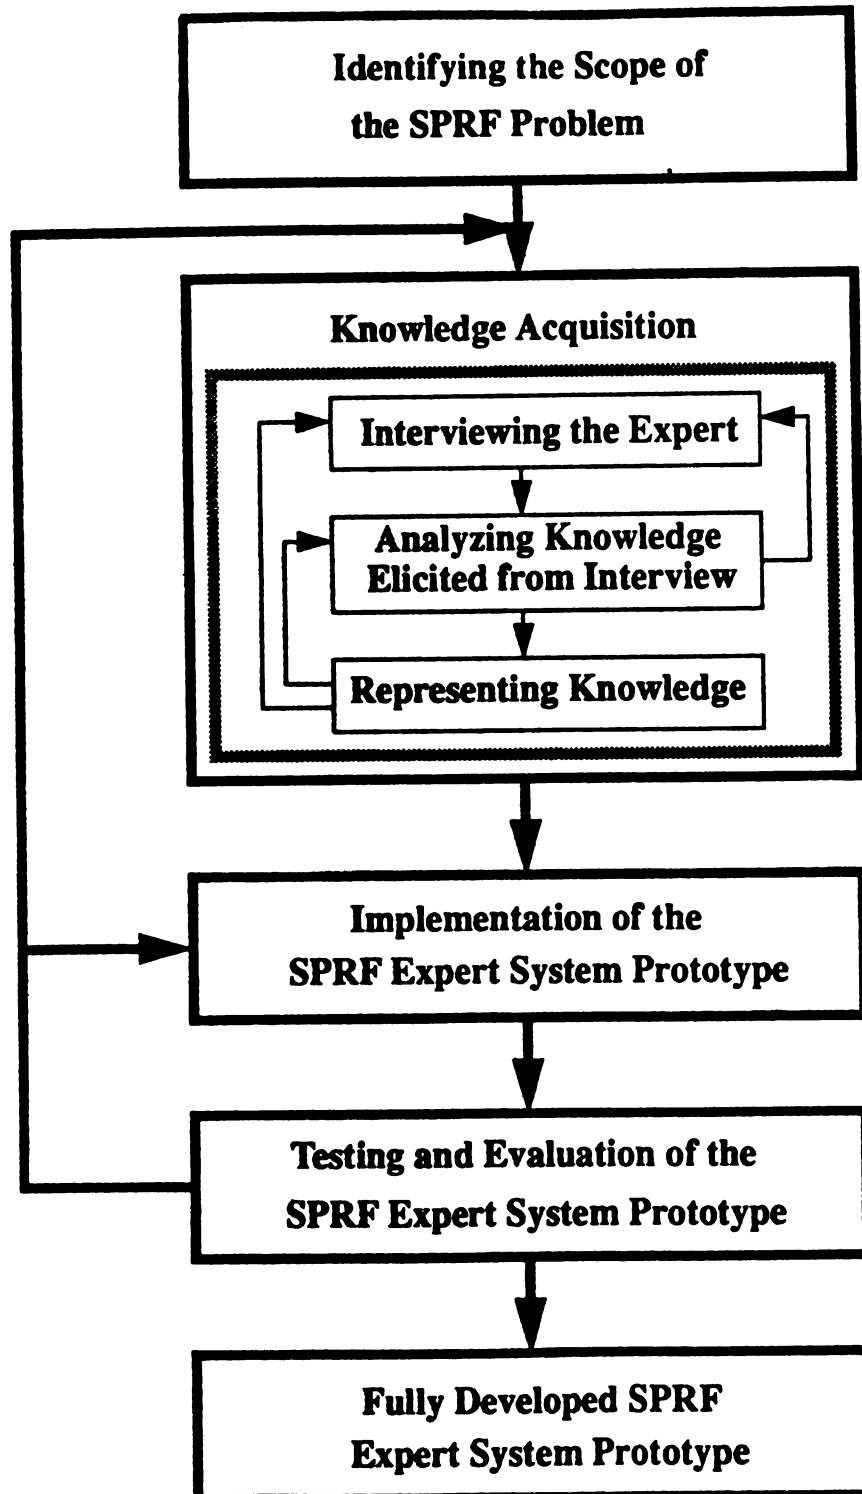 Identifying the Scope of
the SPRF Problem
Knowledge Acquisition
Interviewing the Expert
Analyzing Knowledge
Elicited from Interview
Representing Knowledge
Implementation of the
SPRF Expert System Prototype
Testing and Evaluation of the
SPRF Expert System Prototype
Fully Developed SPRF
Expert System Prototype